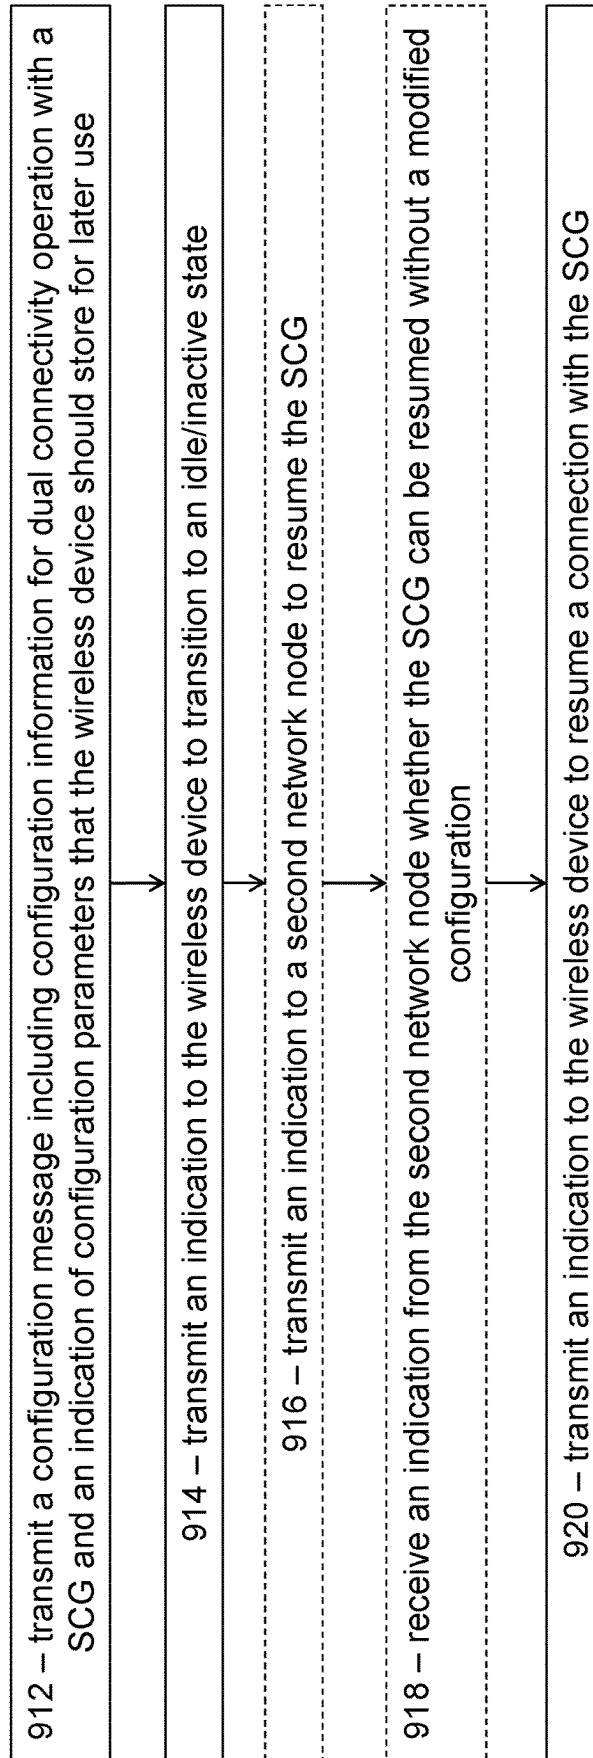 912 – transmit a configuration message including configuration information for dual connectivity operation with a
SCG and an indication of configuration parameters that the wireless device should store for later use
914 – transmit an indication to the wireless device to transition to an idle/inactive state
916 – transmit an indication to a second network node to resume the SCG
918 – receive an indication from the second network node whether the SCG can be resumed without a modified
configuration
920 – transmit an indication to the wireless device to resume a connection with the SCG